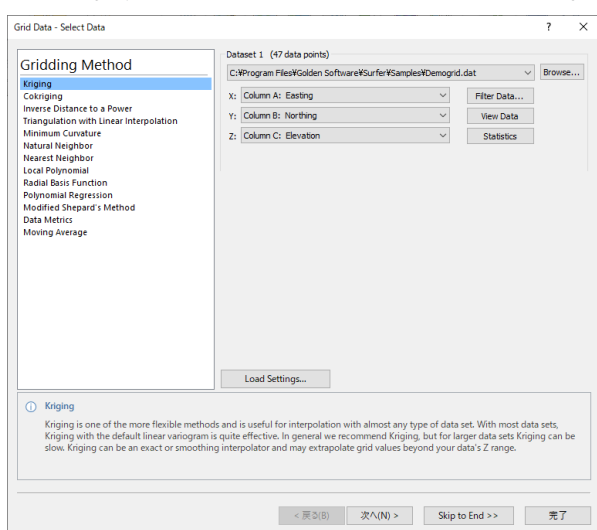 Grid Data - Select Data ? ×
Gridding Method
Kriging
Cokriging
Inverse Distance to a Power
Triangulation with Linear Interpolation
Minimum Curvature
Natural Neighbor
Nearest Neighbor
Local Polynomial
Radial Basis Function
Polynomial Regression
Modified Shepard's Method
Data Metrics
Moving Average
Dataset 1 (47 data points)
C:¥Program Files¥Golden Software¥Surfer¥Samples¥Demogrid.dat Browse...
X: Column A: Easting Filter Data...
Y: Column B: Northing View Data
Z: Column C: Elevation Statistics
Load Settings...
Kriging
Kriging is one of the more flexible methods and is useful for interpolation with almost any type of data set. With most data sets,
Kriging with the default linear variogram is quite effective. In general we recommend Kriging, but for larger data sets Kriging can be
slow. Kriging can be an exact or smoothing interpolator and may extrapolate grid values beyond your data's Z range.
< 戻る(B) 次へ(N) > Skip to End >> 完了